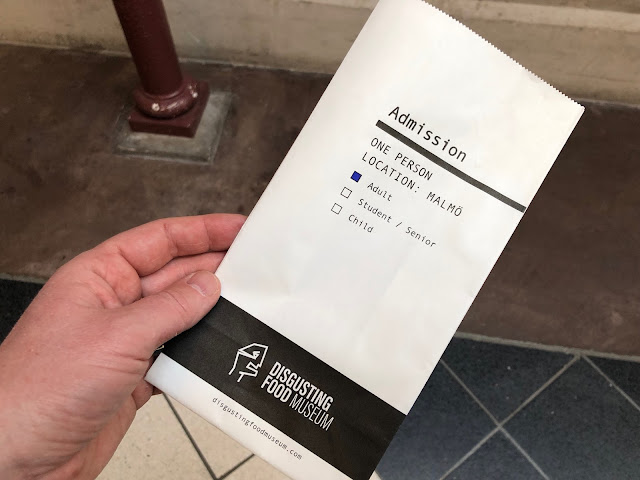 Admission
ONE PERSON
LOCATION: MALMÖ
Adult
Student / Senior
Child
DISGUSTING
FOOD MUSEUM
disgustingfoodmuseum.com